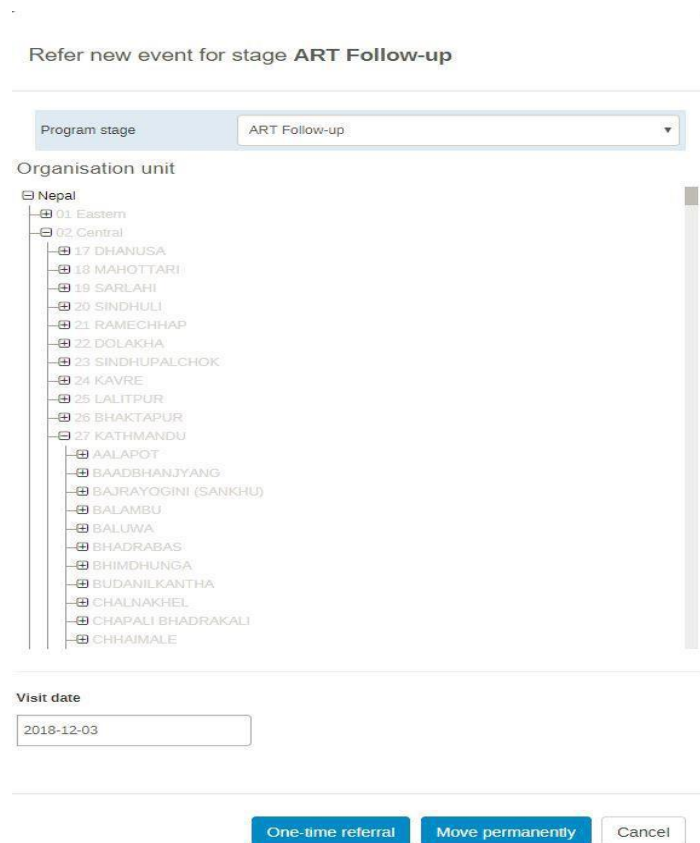 Refer new event for stage ART Follow-up
Program stage
ART Follow-up
Organisation unit
Nepal
01 Eastern
02 Central
17 DHANUSA
18 MAHOTTARI
19 SARLAHI
20 SINDHULI
21 RAMECHHAP
22 DOLAKHA
23 SINDHUPALCHOK
24 KAVRE
25 LALITPUR
26 BHAKTAPUR
27 KATHMANDU
AALAPOT
BAADBHANJYANG
BAJRAYOGINI (SANKHU)
BALAMBU
BALUWA
BHADRABAS
BHIMDHUNGA
BUDANILKANTHA
CHALNAKHEL
CHAPALI BHADRAKALI
CHHAIMALE
Visit date
2018-12-03
One-time referral Move permanently Cancel